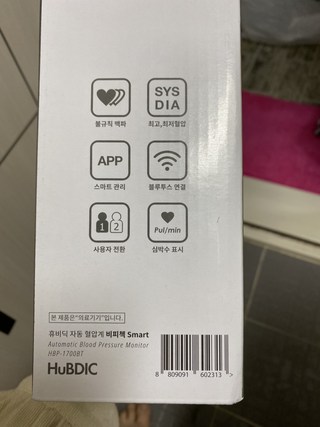 SYS
DIA
불규칙 맥파
최고,최저혈압
APP
스마트 관리
블루투스 연결
1 2
Pul/min
사용자 전환
심박수 표시
본 제품은"의료기기"입니다.
휴비딕 자동 혈압계 비피첵 Smart
Automatic Blood Pressure Monitor
HBP-1700BT
HuBDIC
8 809091 602313 >